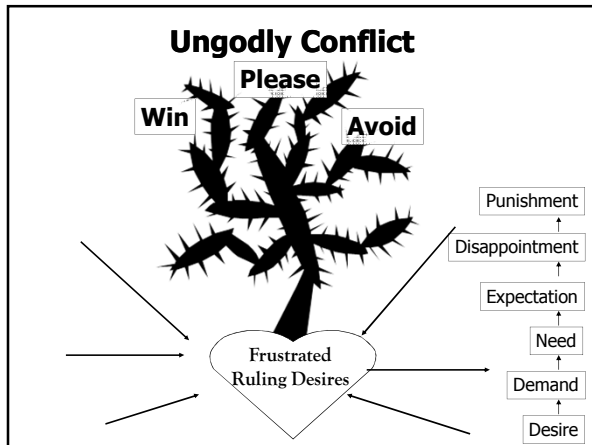 Ungodly Conflict
Please
Win
Avoid
Punishment
Disappointment
Expectation
Need
Frustrated
Ruling Desires
Demand
Desire